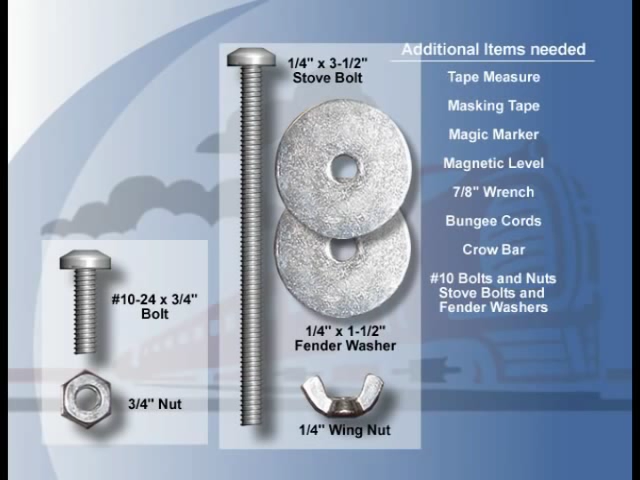 1/4" x 3-1/2"
Stove Bolt
#10-24 x 3/4"
Bolt
3/4" Nut
1/4" x 1-1/2"
Fender Washer
1/4" Wing Nut
Additional Items needed
Tape Measure
Masking Tape
Magic Marker
Magnetic Level
7/8" Wrench
Bungee Cords
Crow Bar
#10 Bolts and Nuts
Stove Bolts and
Fender Washers